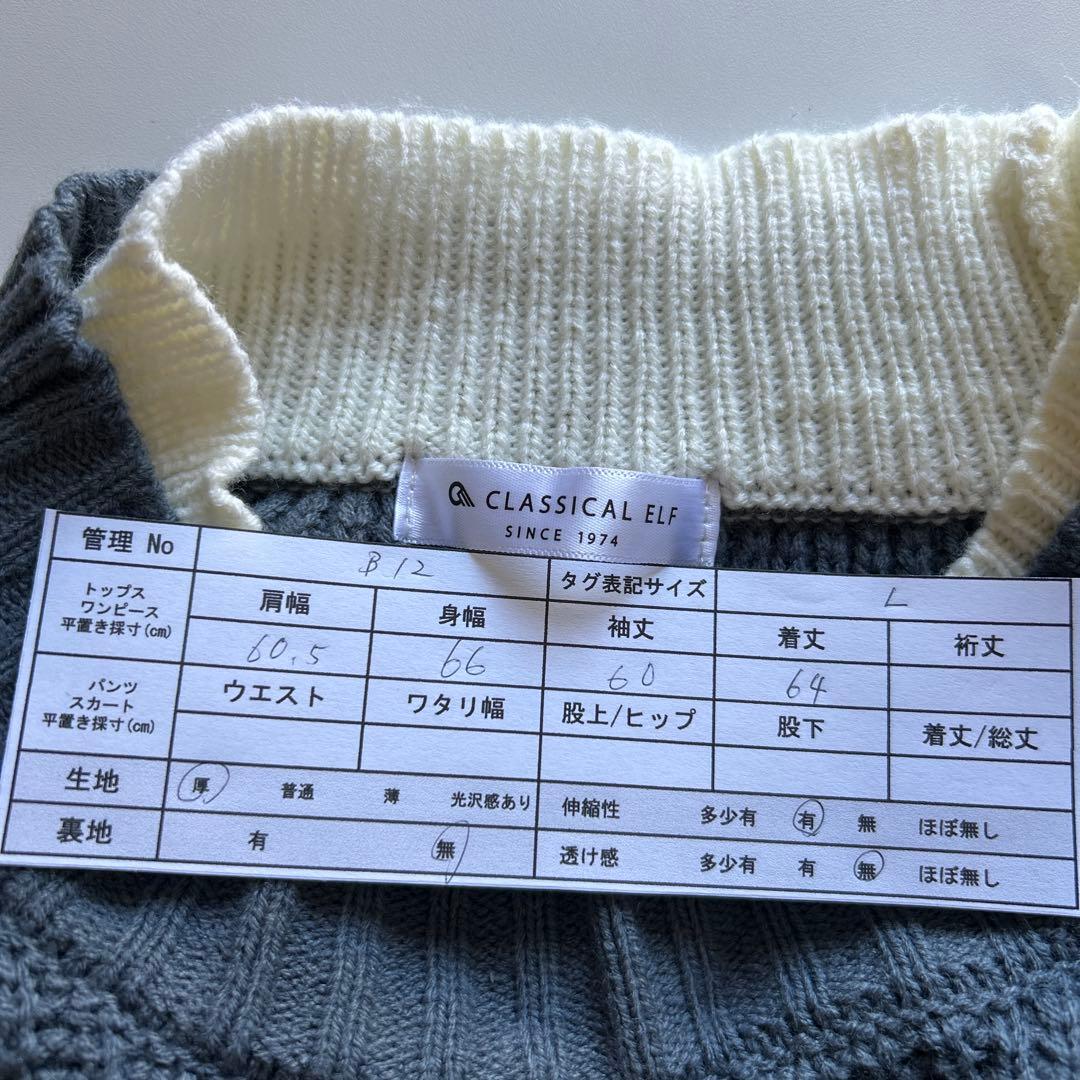 CLASSICAL ELF
SINCE 1974
管理 No B12 タグ表記サイズ L
トップス
ワンピース
平置き採寸(cm)
肩幅 身幅 袖丈 着丈 裄丈
60.5 66 60 64
パンツ
スカート
平置き採寸(cm)
ウエスト ワタリ幅 股上/ヒップ 股下 着丈/総丈
生地 厚 普通 薄 光沢感あり 伸縮性 多少有 有 無 ほぼ無し
裏地 有 無 透け感 多少有 有 無 ほぼ無し